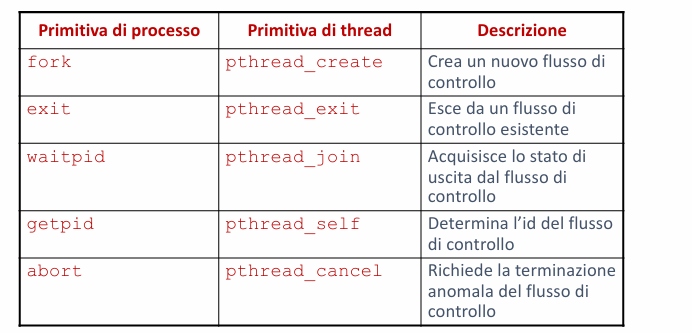 Primitiva di processo Primitiva di thread Descrizione
fork pthread_create Crea un nuovo flusso di
controllo
exit pthread_exit Esce da un flusso di
controllo esistente
waitpid pthread_join Acquisisce lo stato di
uscita dal flusso di
controllo
getpid pthread_self Determina l’id del flusso
di controllo
abort pthread_cancel Richiede la terminazione
anomala del flusso di
controllo